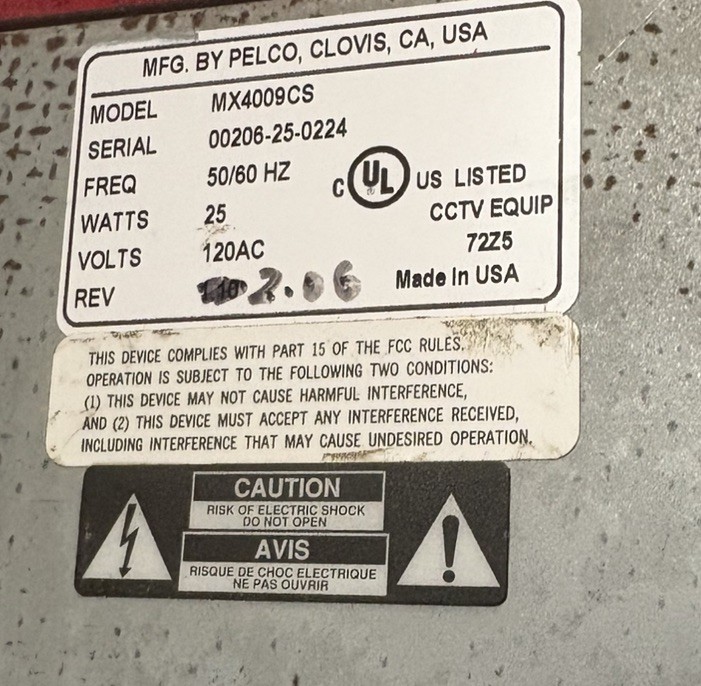 MFG. BY PELCO, CLOVIS, CA, USA
MODEL MX4009CS
SERIAL 00206-25-0224
FREQ 50/60 HZ C UL US LISTED
WATTS 25 CCTV EQUIP
VOLTS 120AC 72Z5
REV 2.06 Made In USA
THIS DEVICE COMPLIES WITH PART 15 OF THE FCC RULES.
OPERATION IS SUBJECT TO THE FOLLOWING TWO CONDITIONS:
(1) THIS DEVICE MAY NOT CAUSE HARMFUL INTERFERENCE,
AND (2) THIS DEVICE MUST ACCEPT ANY INTERFERENCE RECEIVED,
INCLUDING INTERFERENCE THAT MAY CAUSE UNDESIRED OPERATION.
CAUTION
RISK OF ELECTRIC SHOCK
DO NOT OPEN
AVIS
RISQUE DE CHOC ELECTRIQUE
NE PAS OUVRIR